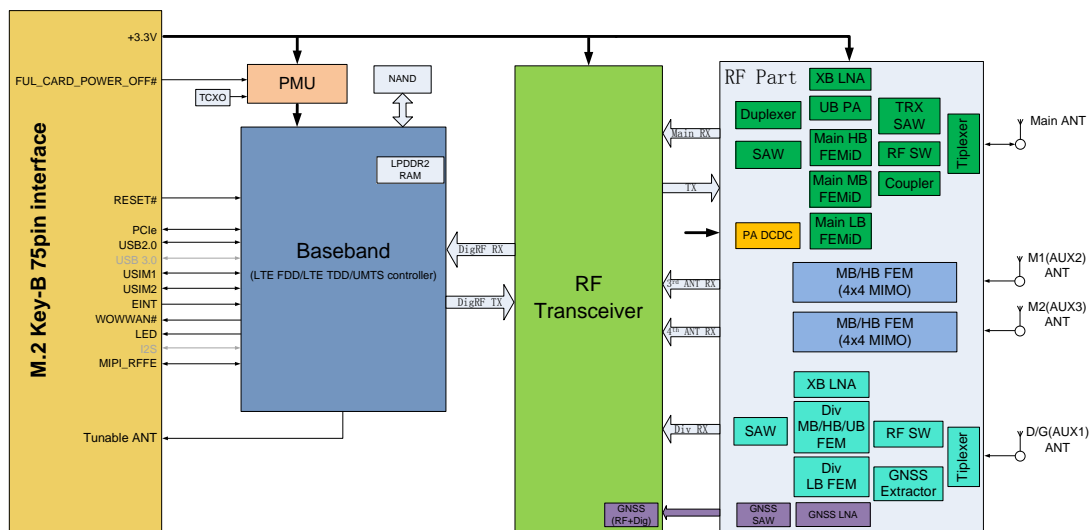 M.2 Key-B 75pin interface
+3.3V
FUL_CARD_POWER_OFF#
RESET#
PCIe
USB2.0
USB 3.0
USIM1
USIM2
EINT
WOWWAN#
LED
I2S
MIPI_RFFE
Tunable ANT
TCXO
PMU
NAND
LPDDR2
RAM
Baseband
(LTE FDD/LTE TDD/UMTS controller)
DigRF RX
DigRF TX
RF
Transceiver
GNSS
(RF+Dig)
Main RX
TX
3rd ANT RX
4th ANT RX
Div RX
RF Part
XB LNA
Duplexer
UB PA
TRX
SAW
SAW
Main HB
FEMiD
RF SW
Tiplexer
Main MB
FEMiD
Coupler
PA DCDC
Main LB
FEMiD
MB/HB FEM
(4x4 MIMO)
MB/HB FEM
(4x4 MIMO)
XB LNA
SAW
Div
MB/HB/UB
FEM
RF SW
Tiplexer
Div
LB FEM
GNSS
Extractor
GNSS
SAW
GNSS LNA
Main ANT
M1(AUX2)
ANT
M2(AUX3)
ANT
D/G(AUX1)
ANT